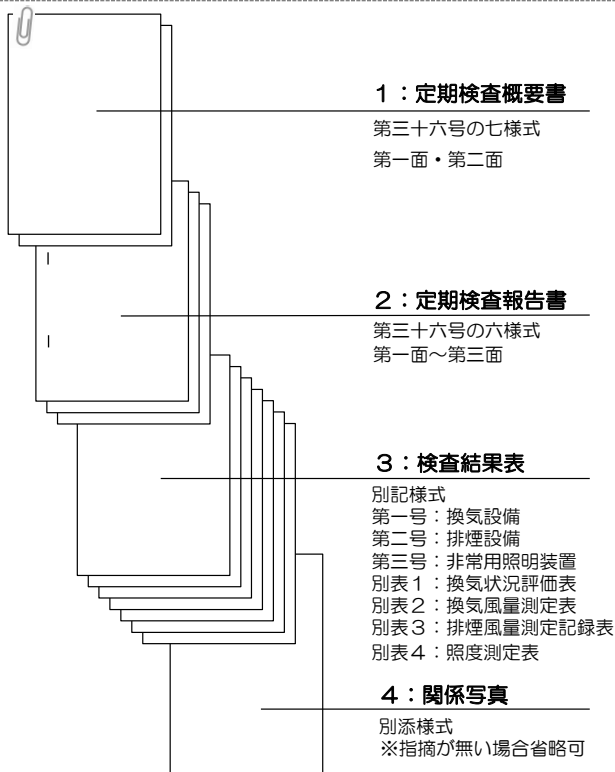 1：定期検査概要書
第三十六号の七様式
第一面・第二面
2：定期検査報告書
第三十六号の六様式
第一面～第三面
3：検査結果表
別記様式
第一号：換気設備
第二号：排煙設備
第三号：非常用照明装置
別表1：換気状況評価表
別表2：換気風量測定表
別表3：排煙風量測定記録表
別表4：照度測定表
4：関係写真
別添様式
※指摘が無い場合省略可